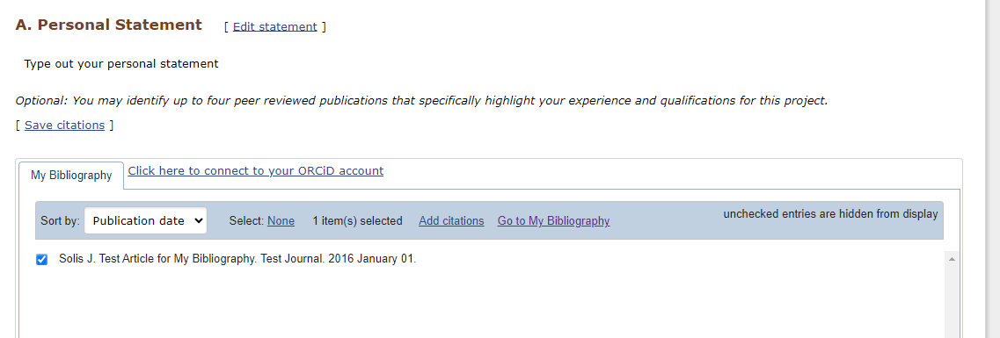 A. Personal Statement [ Edit statement ]
Type out your personal statement
Optional: You may identify up to four peer reviewed publications that specifically highlight your experience and qualifications for this project.
[ Save citations ]
My Bibliography Click here to connect to your ORCiD account
Sort by: Publication date Select: None 1 item(s) selected Add citations Go to My Bibliography unchecked entries are hidden from display
Solis J. Test Article for My Bibliography. Test Journal. 2016 January 01.